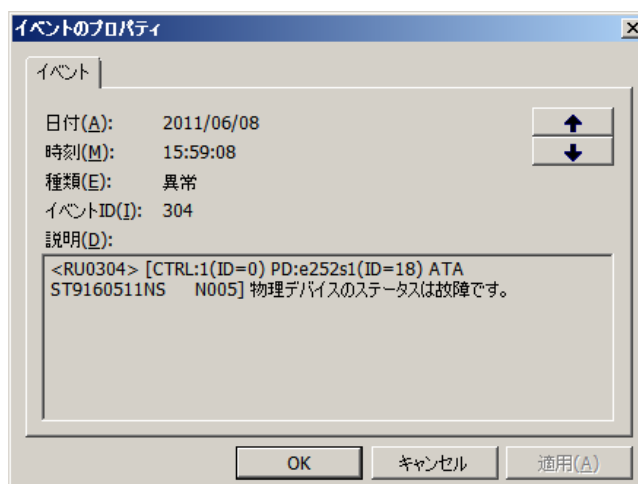 イベントのプロパティ
イベント
日付(A): 2011/06/08
時刻(M): 15:59:08
種類(E): 異常
イベントID(I): 304
説明(D):
<RU0304> [CTRL:1(ID=0) PD:e252s1(ID=18) ATA
ST9160511NS N005] 物理デバイスのステータスは故障です。
OK キャンセル 適用(A)